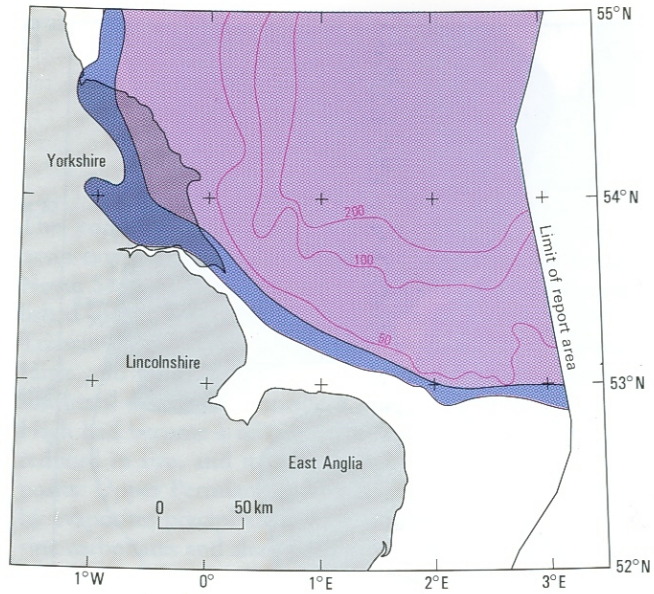 55°N
Yorkshire
54°N
200
Limit of report area
100
50
Lincolnshire
53°N
East Anglia
0 50 km
52°N
1°W 0° 1°E 2°E 3°E